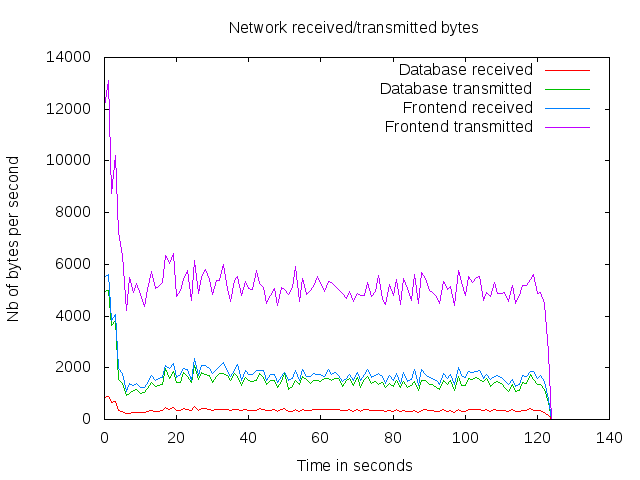 Network received/transmitted bytes
14000
12000
10000
8000
6000
4000
2000
0
Nb of bytes per second
Database received
Database transmitted
Frontend received
Frontend transmitted
0 20 40 60 80 100 120 140
Time in seconds